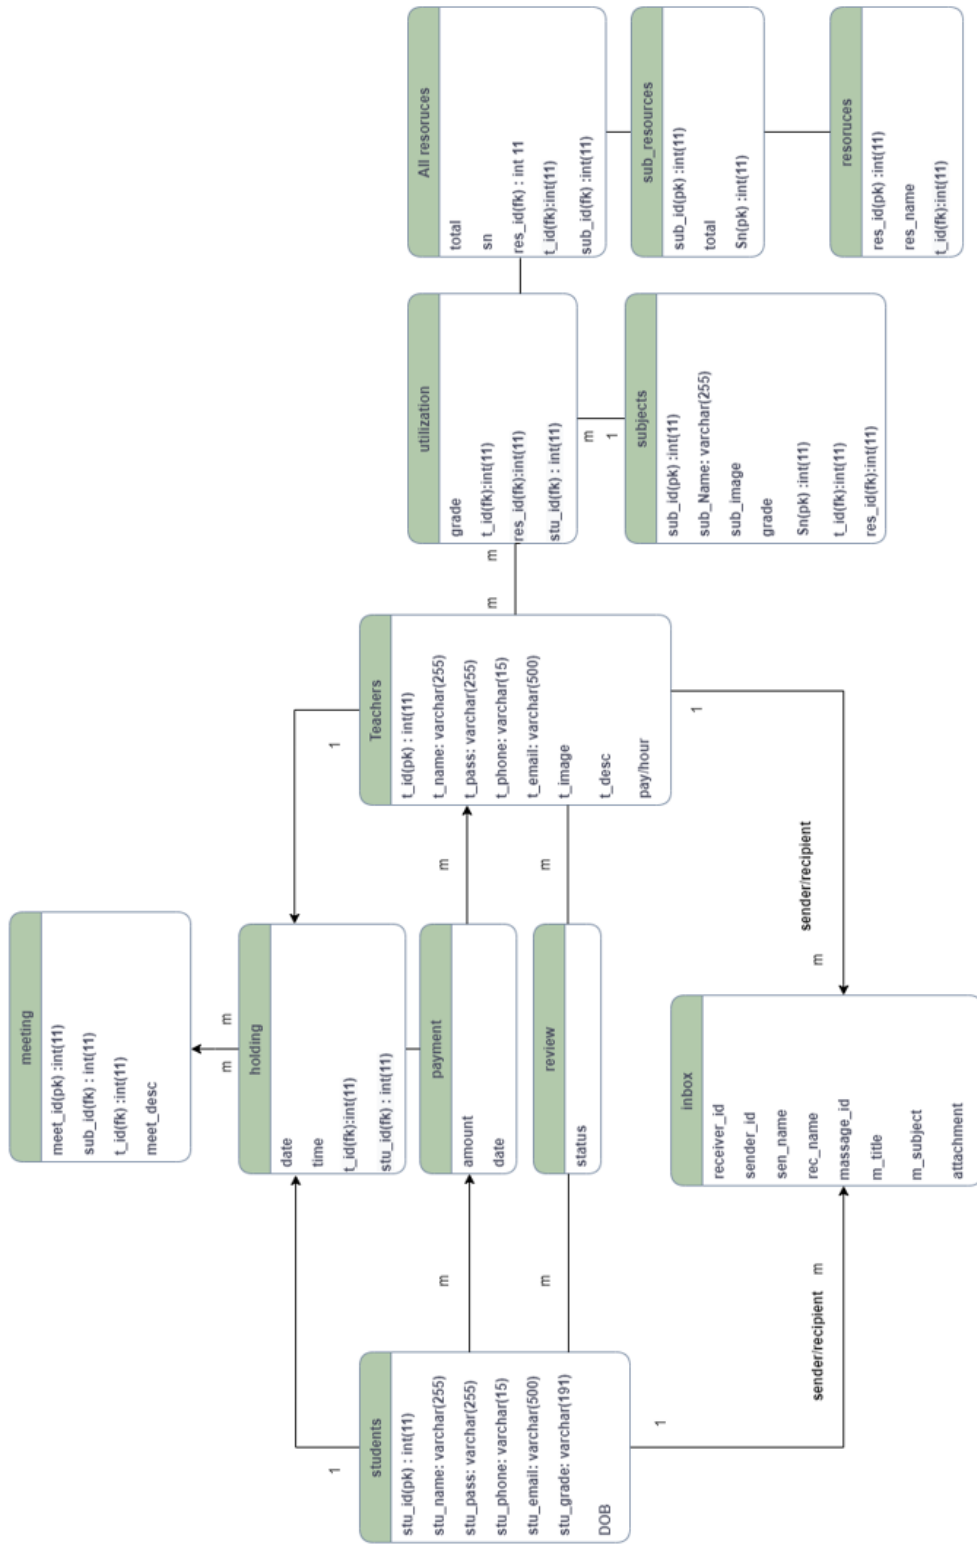 meeting
meet_id(pk) :int(11)
sub_id(fk) : int(11)
t_id(fk) :int(11)
meet_desc
m
m
1
1
holding
date
time
t_id(fk):int(11)
stu_id(fk) : int(11)
students
stu_id(pk) : int(11)
stu_name: varchar(255)
stu_pass: varchar(255)
stu_phone: varchar(15)
stu_email: varchar(500)
stu_grade: varchar(191)
DOB
m
m
payment
amount
date
m
m
review
status
Teachers
t_id(pk) : int(11)
t_name: varchar(255)
t_pass: varchar(255)
t_phone: varchar(15)
t_email: varchar(500)
t_image
t_desc
pay/hour
m
m
utilization
grade
t_id(fk):int(11)
res_id(fk):int(11)
stu_id(fk) : int(11)
All resoruces
total
sn
res_id(fk) : int 11
t_id(fk):int(11)
sub_id(fk) :int(11)
m
1
subjects
sub_id(pk) :int(11)
sub_Name: varchar(255)
sub_image
grade
Sn(pk) :int(11)
t_id(fk):int(11)
res_id(fk):int(11)
sub_resources
sub_id(pk) :int(11)
total
Sn(pk) :int(11)
resoruces
res_id(pk) :int(11)
res_name
t_id(fk):int(11)
1
1
sender/recipient m
m sender/recipient
inbox
receiver_id
sender_id
sen_name
rec_name
massage_id
m_title
m_subject
attachment